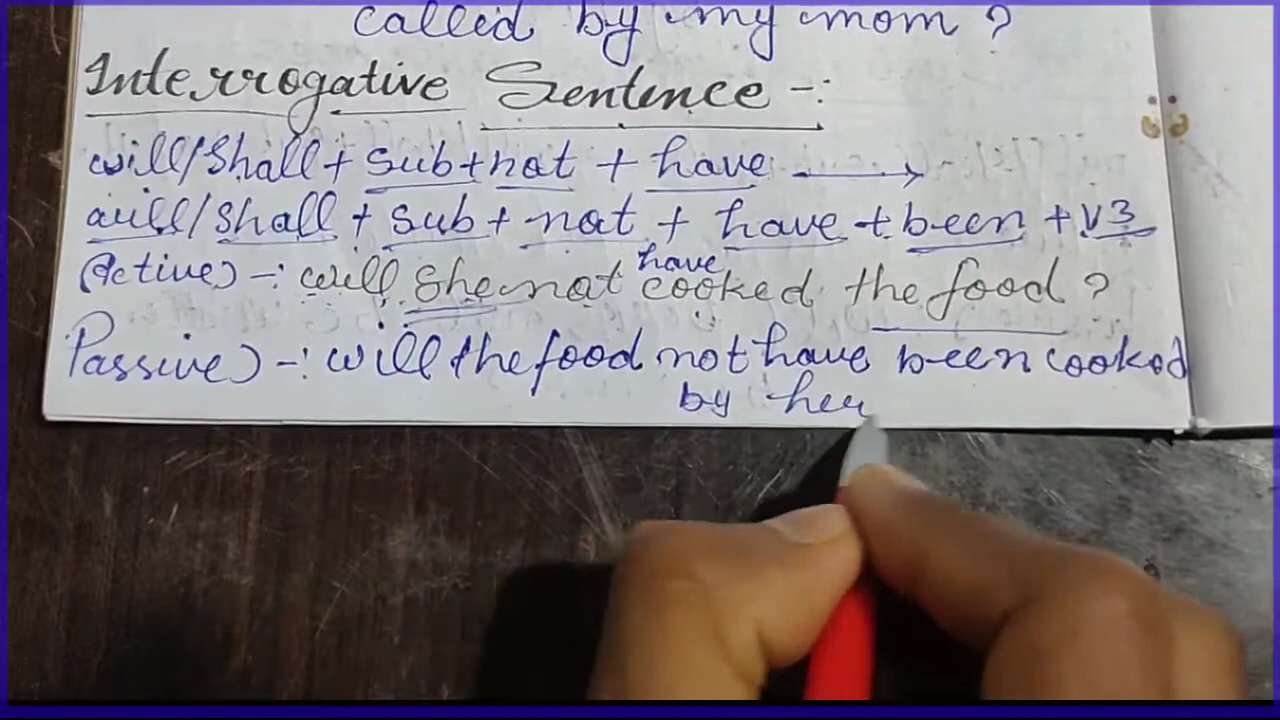 called by my mom ?
Interrogative Sentence -:
will/shall + sub + not + have →
will/shall + sub + not + have + been + V3
(Active) -: will she not have cooked the food ?
Passive) -: will the food not have been cooked
by her